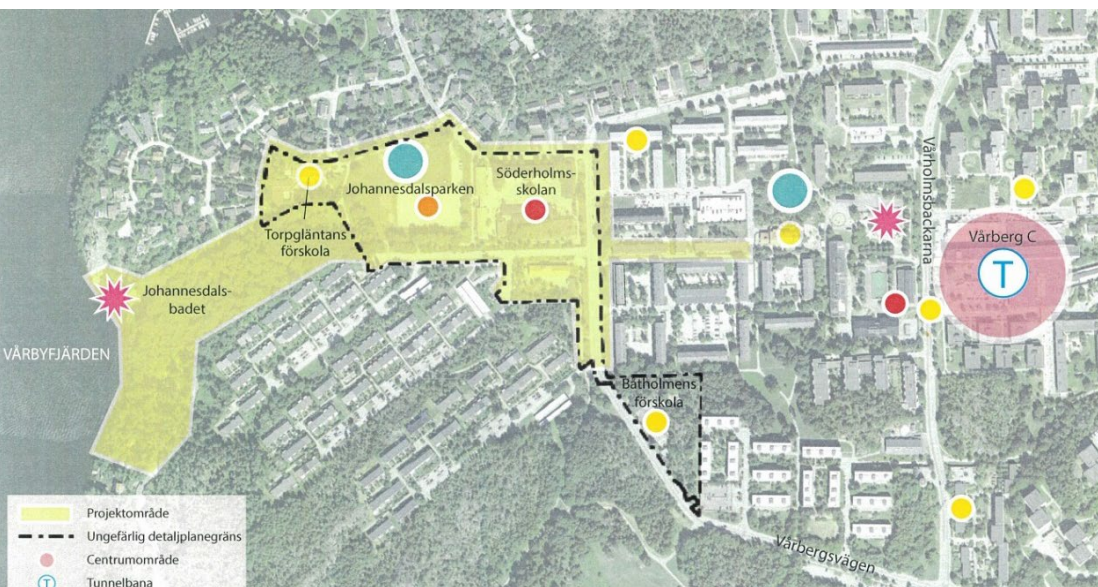 Johannesdalsparken
Söderholms-
skolan
Torpgläntans
förskola
Vårholmsbackarna
Vårberg C
T
Johannesdals-
badet
VÅRBYFJÄRDEN
Båtholmens
förskola
Vårbergsvägen
Projektområde
Ungefärlig detaljplanegräns
Centrumområde
T Tunnelbana